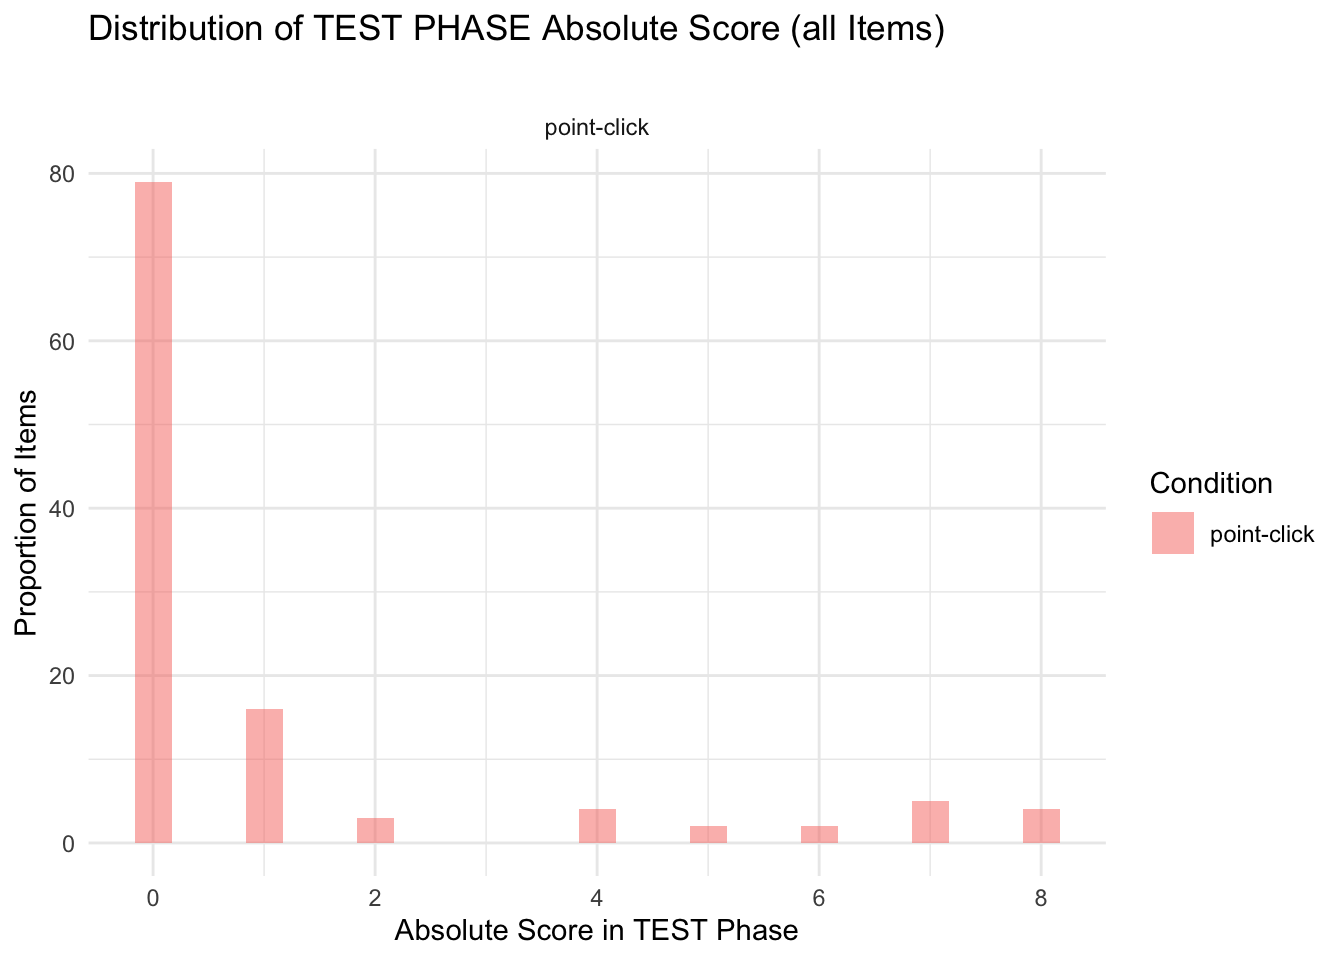 Distribution of TEST PHASE Absolute Score (all Items)
point-click
80
60
40
20
0
Proportion of Items
0 2 4 6 8
Absolute Score in TEST Phase
Condition
point-click